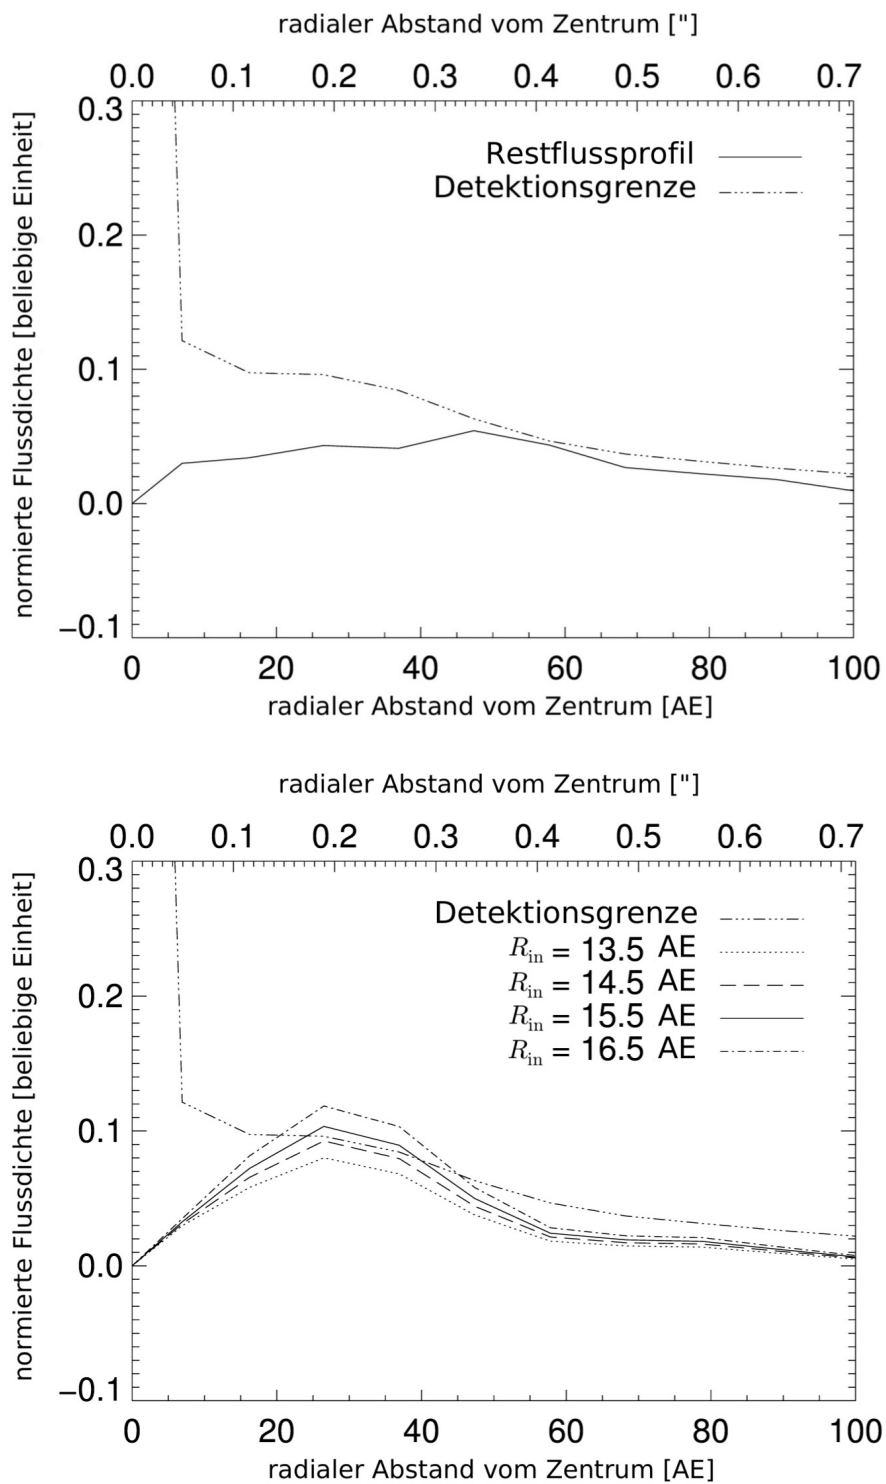 radialer Abstand vom Zentrum ["]
0.0 0.1 0.2 0.3 0.4 0.5 0.6 0.7
normierte Flussdichte [beliebige Einheit]
0.3
0.2
0.1
0.0
−0.1
Restflussprofil
Detektionsgrenze
0 20 40 60 80 100
radialer Abstand vom Zentrum [AE]
radialer Abstand vom Zentrum ["]
0.0 0.1 0.2 0.3 0.4 0.5 0.6 0.7
normierte Flussdichte [beliebige Einheit]
0.3
0.2
0.1
0.0
−0.1
Detektionsgrenze
R_in = 13.5 AE
R_in = 14.5 AE
R_in = 15.5 AE
R_in = 16.5 AE
0 20 40 60 80 100
radialer Abstand vom Zentrum [AE]